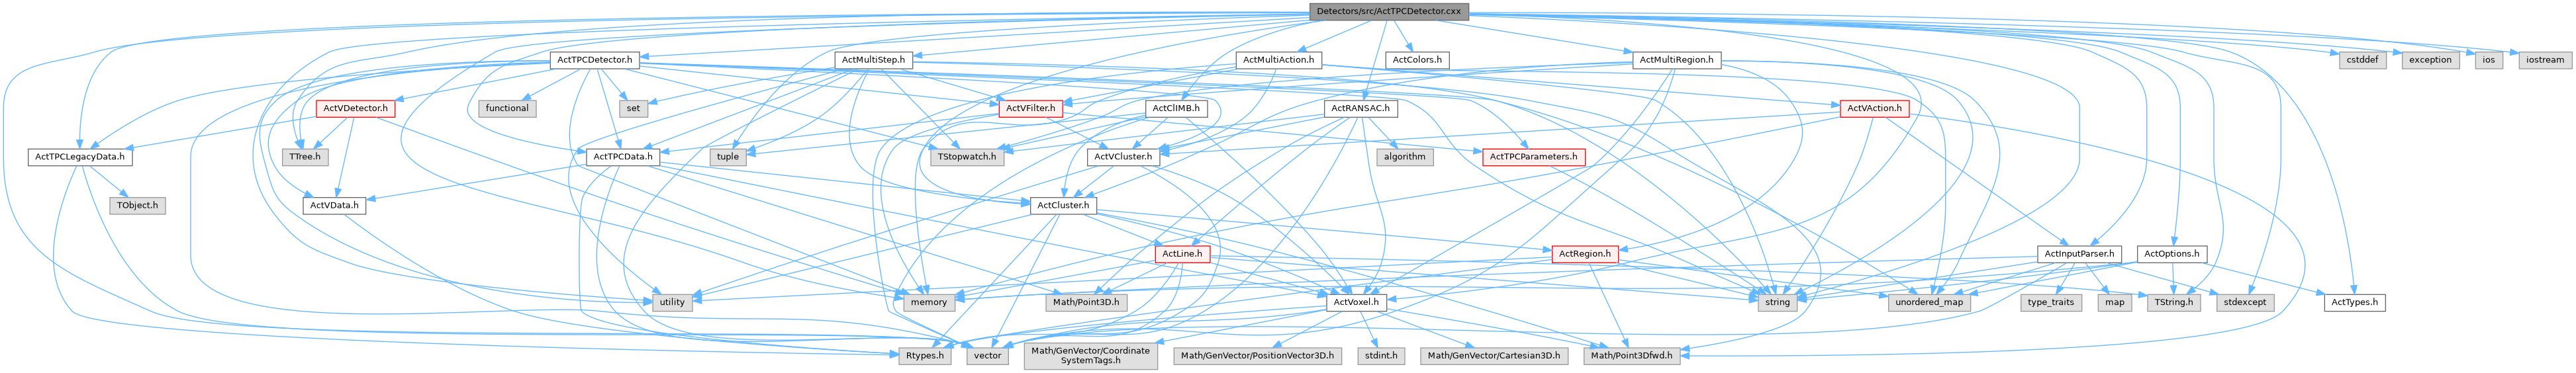 Detectors/src/ActTPCDetector.cxx
ActTPCDetector.h
ActMultiStep.h
ActMultiAction.h
ActColors.h
ActMultiRegion.h
cstddef
exception
ios
iostream
ActVDetector.h
functional
set
ActVFilter.h
ActClIMB.h
ActRANSAC.h
ActVAction.h
ActTPCLegacyData.h
TTree.h
ActTPCData.h
tuple
TStopwatch.h
ActVCluster.h
algorithm
ActTPCParameters.h
TObject.h
ActVData.h
ActCluster.h
ActLine.h
ActRegion.h
ActInputParser.h
ActOptions.h
utility
memory
Math/Point3D.h
ActVoxel.h
string
unordered_map
type_traits
map
TString.h
stdexcept
ActTypes.h
Rtypes.h
vector
Math/GenVector/Coordinate
SystemTags.h
Math/GenVector/PositionVector3D.h
stdint.h
Math/GenVector/Cartesian3D.h
Math/Point3Dfwd.h